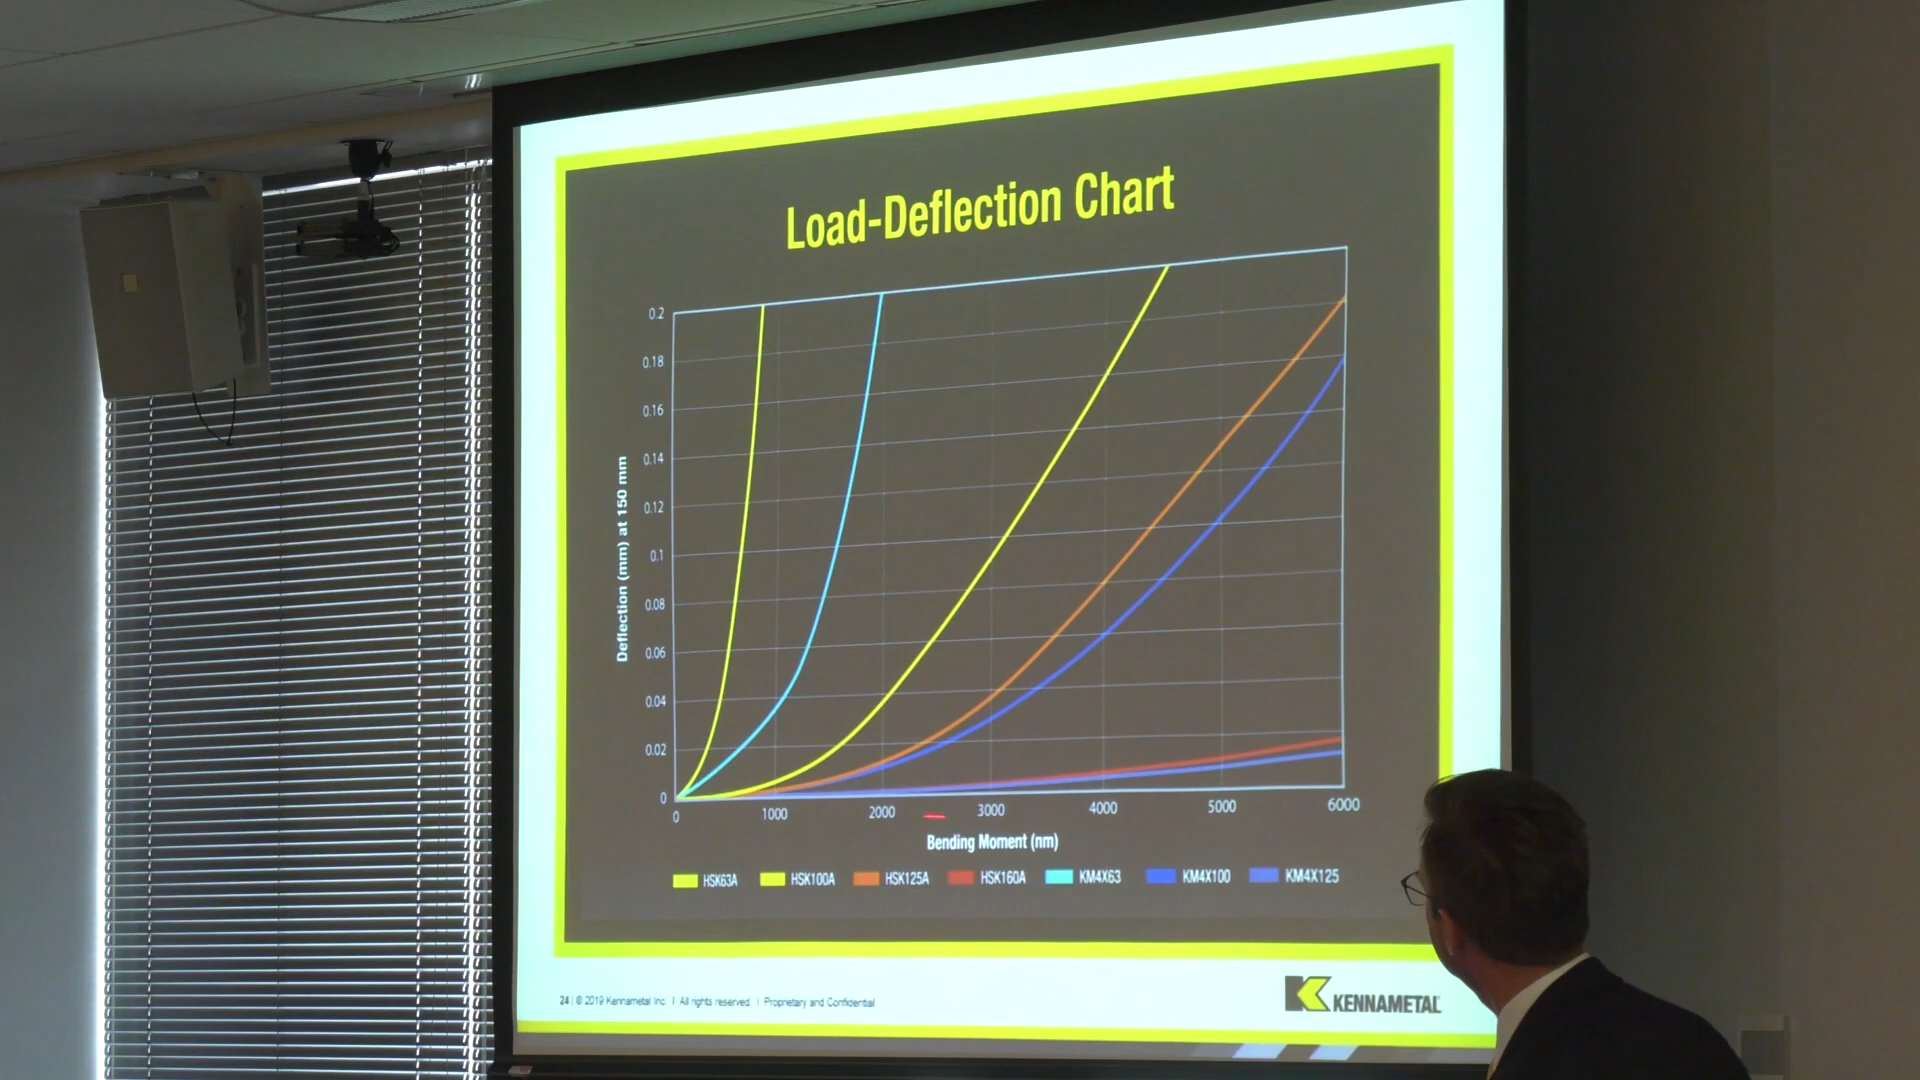 Load-Deflection Chart
0.2
0.18
0.16
0.14
0.12
0.1
0.08
0.06
0.04
0.02
0
Deflection (mm) at 150 mm
0 1000 2000 3000 4000 5000 6000
Bending Moment (nm)
HSK63A HSK100A HSK125A HSK160A KM4X63 KM4X100 KM4X125
24 | © 2019 Kennametal Inc. | All rights reserved. | Proprietary and Confidential
KENNAMETAL